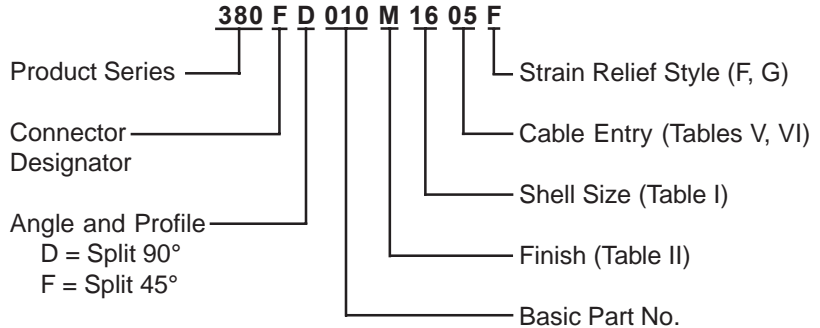 380 F D 010 M 16 05 F
Product Series
Connector
Designator
Angle and Profile
D = Split 90°
F = Split 45°
Strain Relief Style (F, G)
Cable Entry (Tables V, VI)
Shell Size (Table I)
Finish (Table II)
Basic Part No.